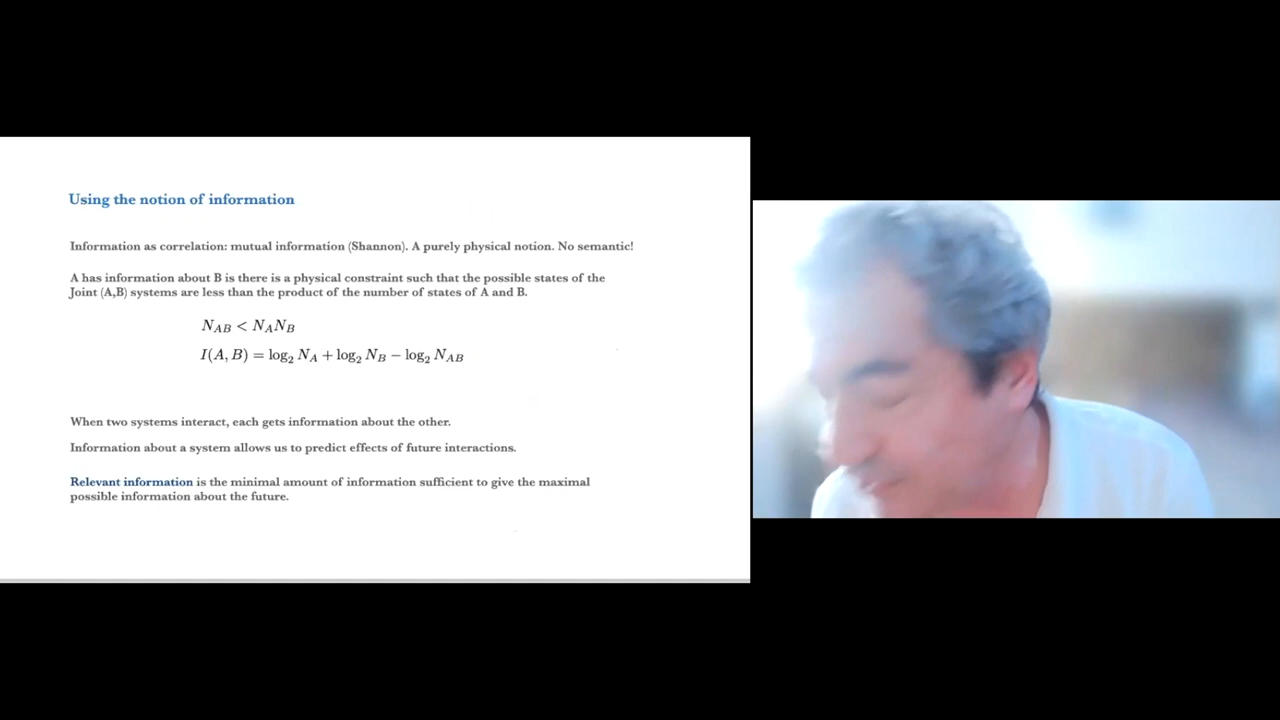 Using the notion of information
Information as correlation: mutual information (Shannon). A purely physical notion. No semantic!
A has information about B is there is a physical constraint such that the possible states of the
Joint (A,B) systems are less than the product of the number of states of A and B.
N_{AB} < N_A N_B
I(A, B) = log_2 N_A + log_2 N_B − log_2 N_{AB}
When two systems interact, each gets information about the other.
Information about a system allows us to predict effects of future interactions.
Relevant information is the minimal amount of information sufficient to give the maximal
possible information about the future.